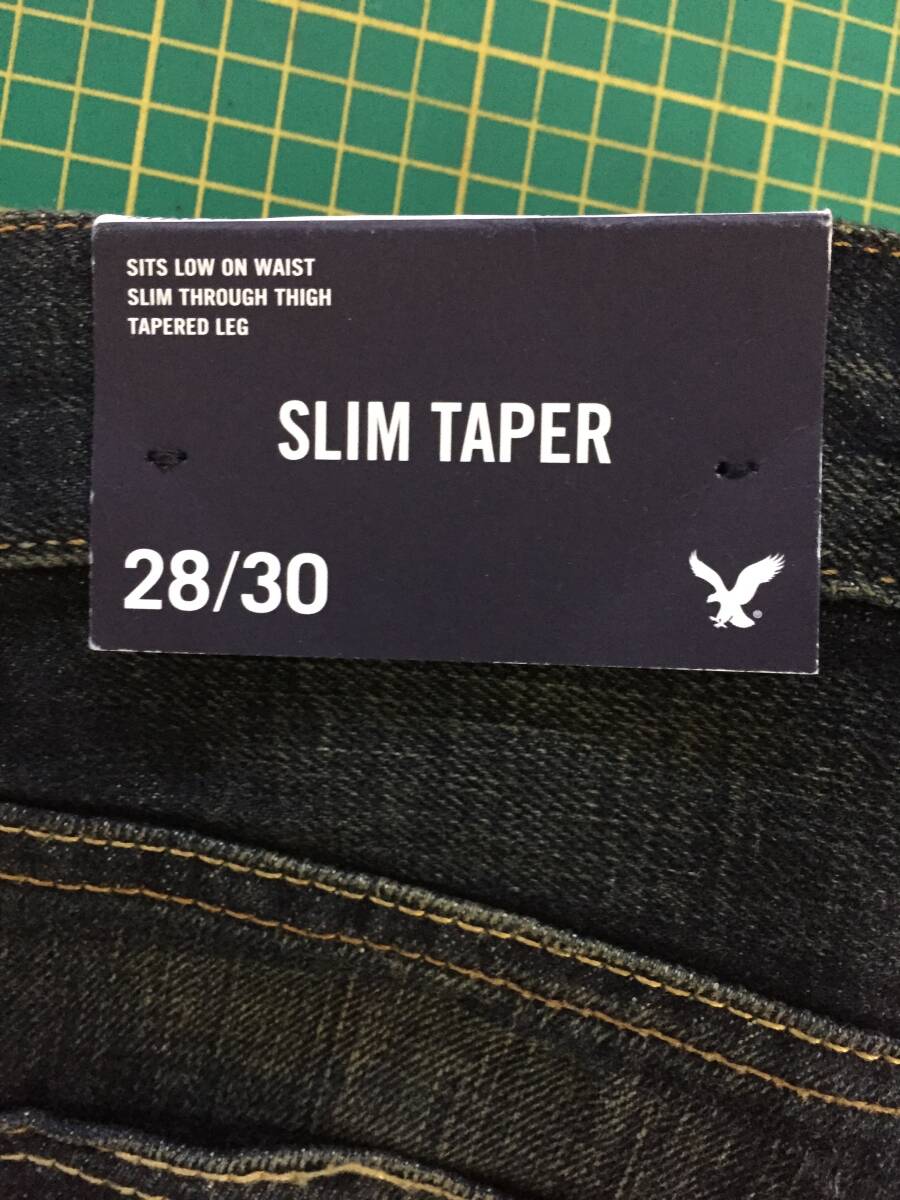 SITS LOW ON WAIST
SLIM THROUGH THIGH
TAPERED LEG
SLIM TAPER
28/30
®